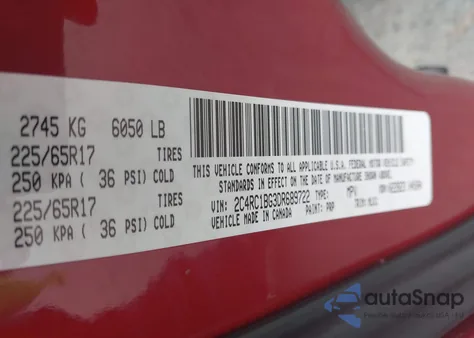 2745 KG 6050 LB
225/65R17 TIRES
250 KPA ( 36 PSI) COLD
225/65R17 TIRES
250 KPA ( 36 PSI) COLD
THIS VEHICLE CONFORMS TO ALL APPLICABLE U.S.A. FEDERAL MOTOR VEHICLE SAFETY
STANDARDS IN EFFECT ON THE DATE OF MANUFACTURE SHOWN ABOVE.
VIN: 2C4RC1BG3DR689722 TYPE: MPV
VEHICLE MADE IN CANADA PAINT: PRP TRIM:
autoSnap